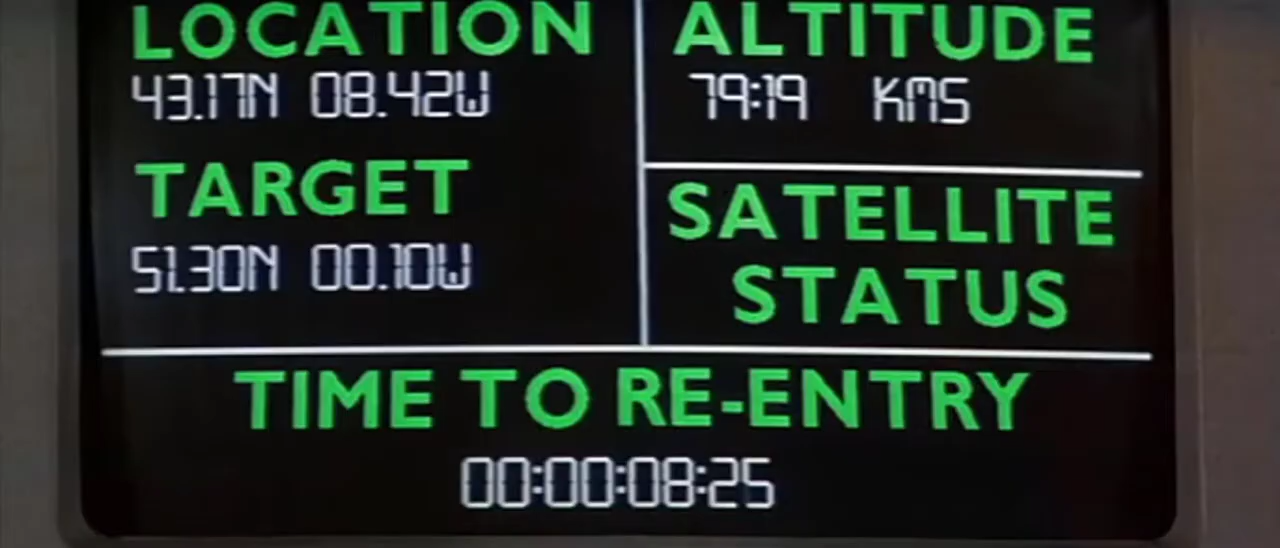 LOCATION
43.17N 08.42W
TARGET
51.30N 00.10W
ALTITUDE
79:19 KMS
SATELLITE
STATUS
TIME TO RE-ENTRY
00:00:08:25